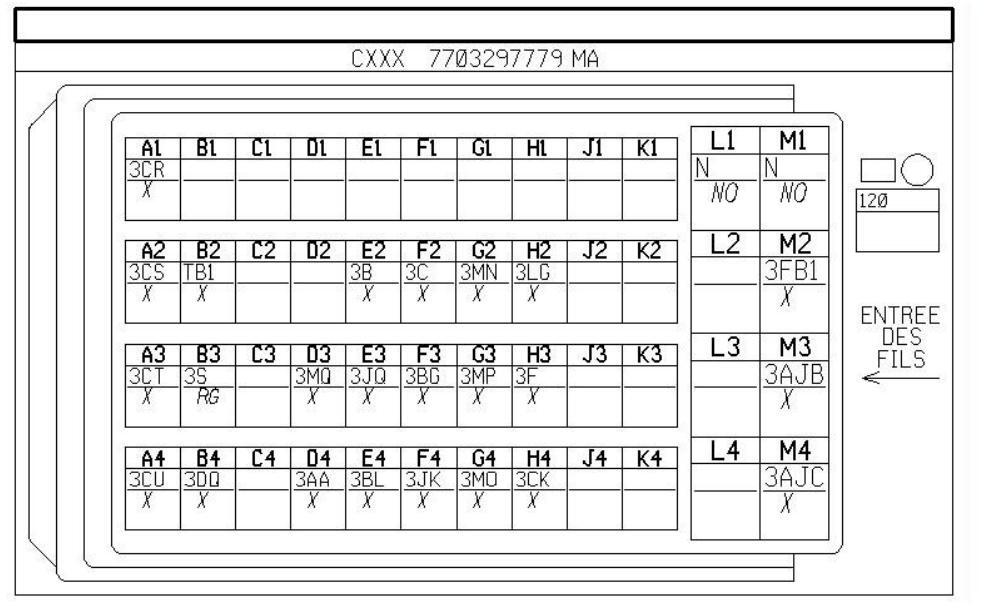 CXXX 7703297779 MA
A1 B1 C1 D1 E1 F1 G1 H1 J1 K1 L1 M1
3CR N N
X NO NO
120
A2 B2 C2 D2 E2 F2 G2 H2 J2 K2 L2 M2
3CS TB1 3B 3C 3MN 3LG 3FB1
X X X X X X X
ENTREE
DES
FILS
A3 B3 C3 D3 E3 F3 G3 H3 J3 K3 L3 M3
3CT 3S 3MQ 3JQ 3BG 3MP 3F 3AJB
X RG X X X X X X
A4 B4 C4 D4 E4 F4 G4 H4 J4 K4 L4 M4
3CU 3DQ 3AA 3BL 3JK 3MO 3CK 3AJC
X X X X X X X X